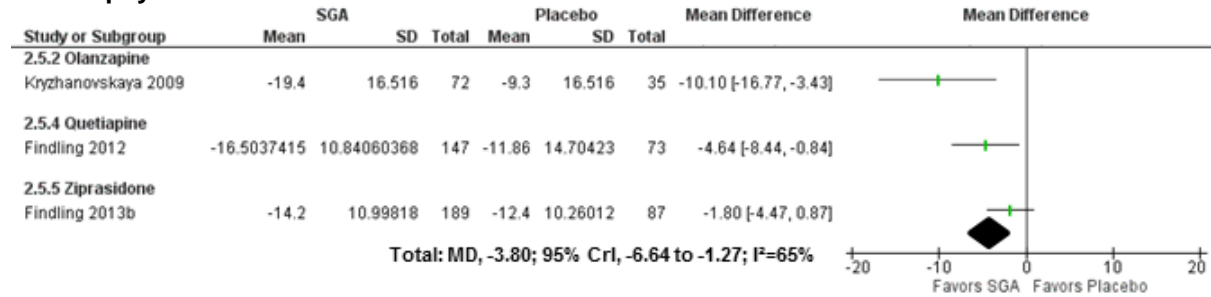 SGA Placebo Mean Difference Mean Difference
Study or Subgroup Mean SD Total Mean SD Total
2.5.2 Olanzapine
Kryzhanovskaya 2009 -19.4 16.516 72 -9.3 16.516 35 -10.10 [-16.77, -3.43]
2.5.4 Quetiapine
Findling 2012 -16.5037415 10.84060368 147 -11.86 14.70423 73 -4.64 [-8.44, -0.84]
2.5.5 Ziprasidone
Findling 2013b -14.2 10.99818 189 -12.4 10.26012 87 -1.80 [-4.47, 0.87]
Total: MD, -3.80; 95% CrI, -6.64 to -1.27; I²=65%
-20 -10 0 10 20
Favors SGA Favors Placebo